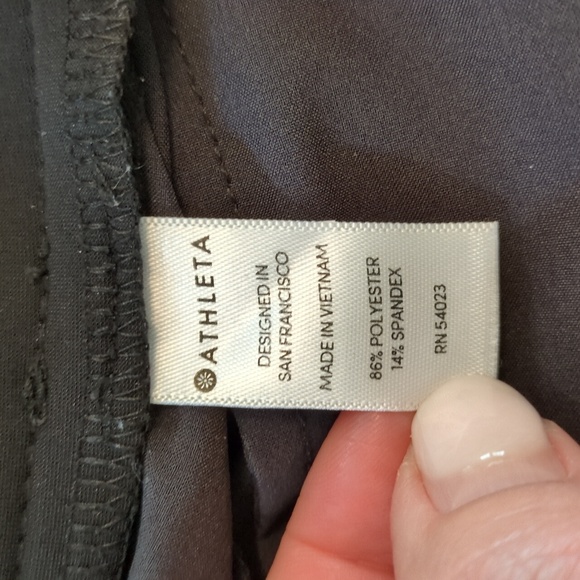 ATHLETA
DESIGNED IN
SAN FRANCISCO
MADE IN VIETNAM
86% POLYESTER
14% SPANDEX
RN 54023